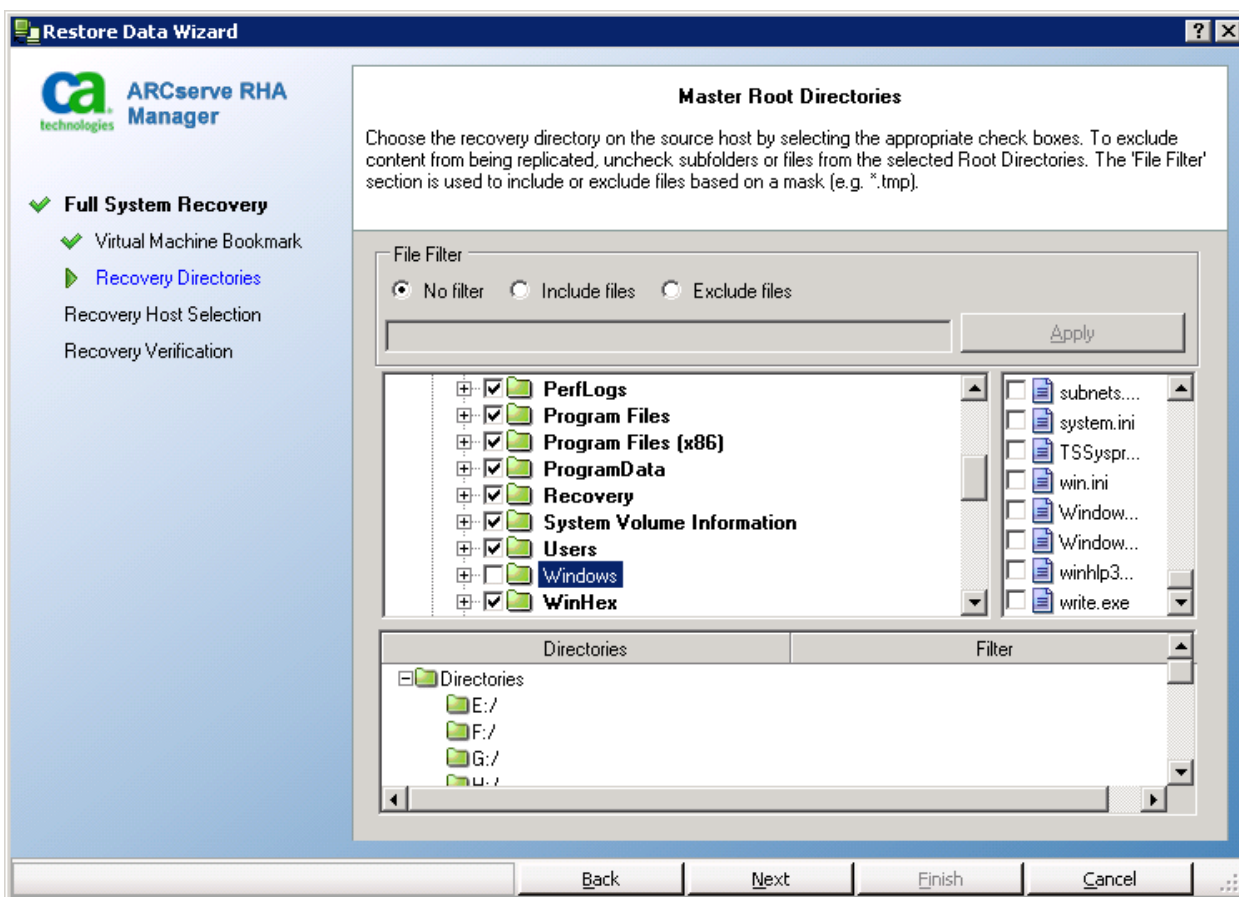 Restore Data Wizard
ca
technologies
ARCserve RHA
Manager
Full System Recovery
Virtual Machine Bookmark
Recovery Directories
Recovery Host Selection
Recovery Verification
Master Root Directories
Choose the recovery directory on the source host by selecting the appropriate check boxes. To exclude
content from being replicated, uncheck subfolders or files from the selected Root Directories. The 'File Filter'
section is used to include or exclude files based on a mask (e.g. *.tmp).
File Filter
No filter Include files Exclude files
Apply
PerfLogs
Program Files
Program Files (x86)
ProgramData
Recovery
System Volume Information
Users
Windows
WinHex
subnets....
system.ini
TSSyspr...
win.ini
Window...
Window...
winhlp3...
write.exe
Directories Filter
Directories
E:/
F:/
G:/
H:/
Back Next Finish Cancel